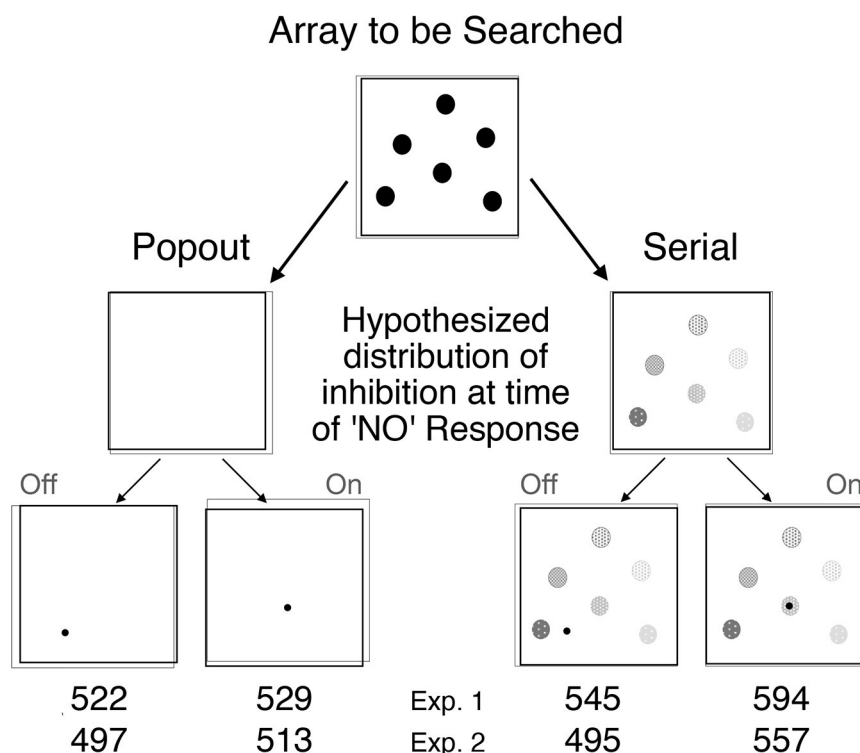 Array to be Searched
Popout
Serial
Hypothesized
distribution of
inhibition at time
of 'NO' Response
Off
On
Off
On
522 529 Exp. 1 545 594
497 513 Exp. 2 495 557